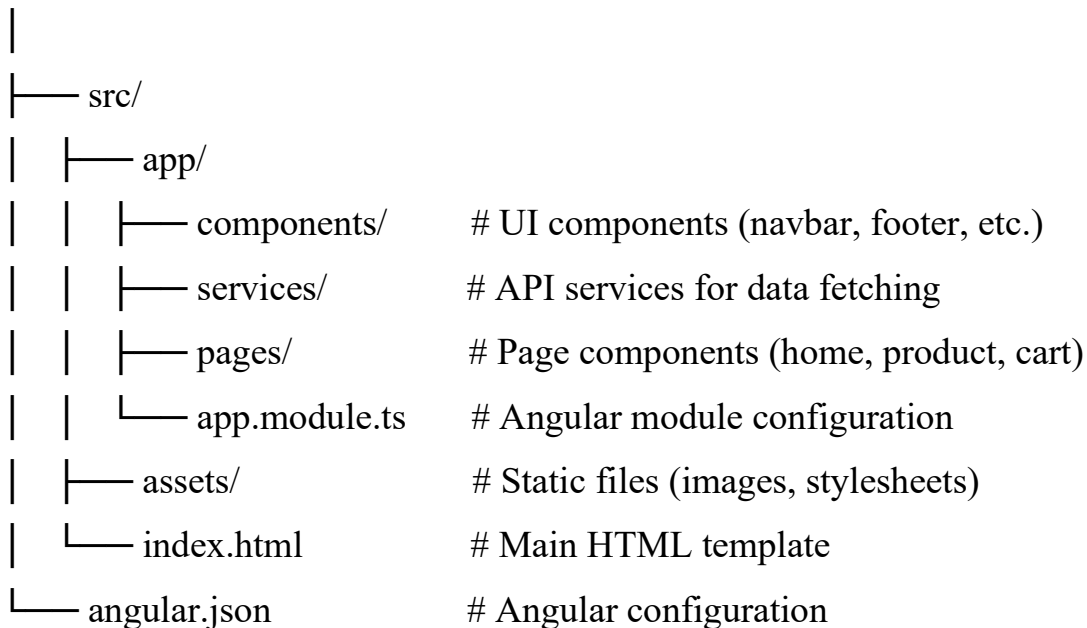 │
├── src/
│ ├── app/
│ │ ├── components/ # UI components (navbar, footer, etc.)
│ │ ├── services/ # API services for data fetching
│ │ ├── pages/ # Page components (home, product, cart)
│ │ └── app.module.ts # Angular module configuration
│ ├── assets/ # Static files (images, stylesheets)
│ └── index.html # Main HTML template
└── angular.json # Angular configuration